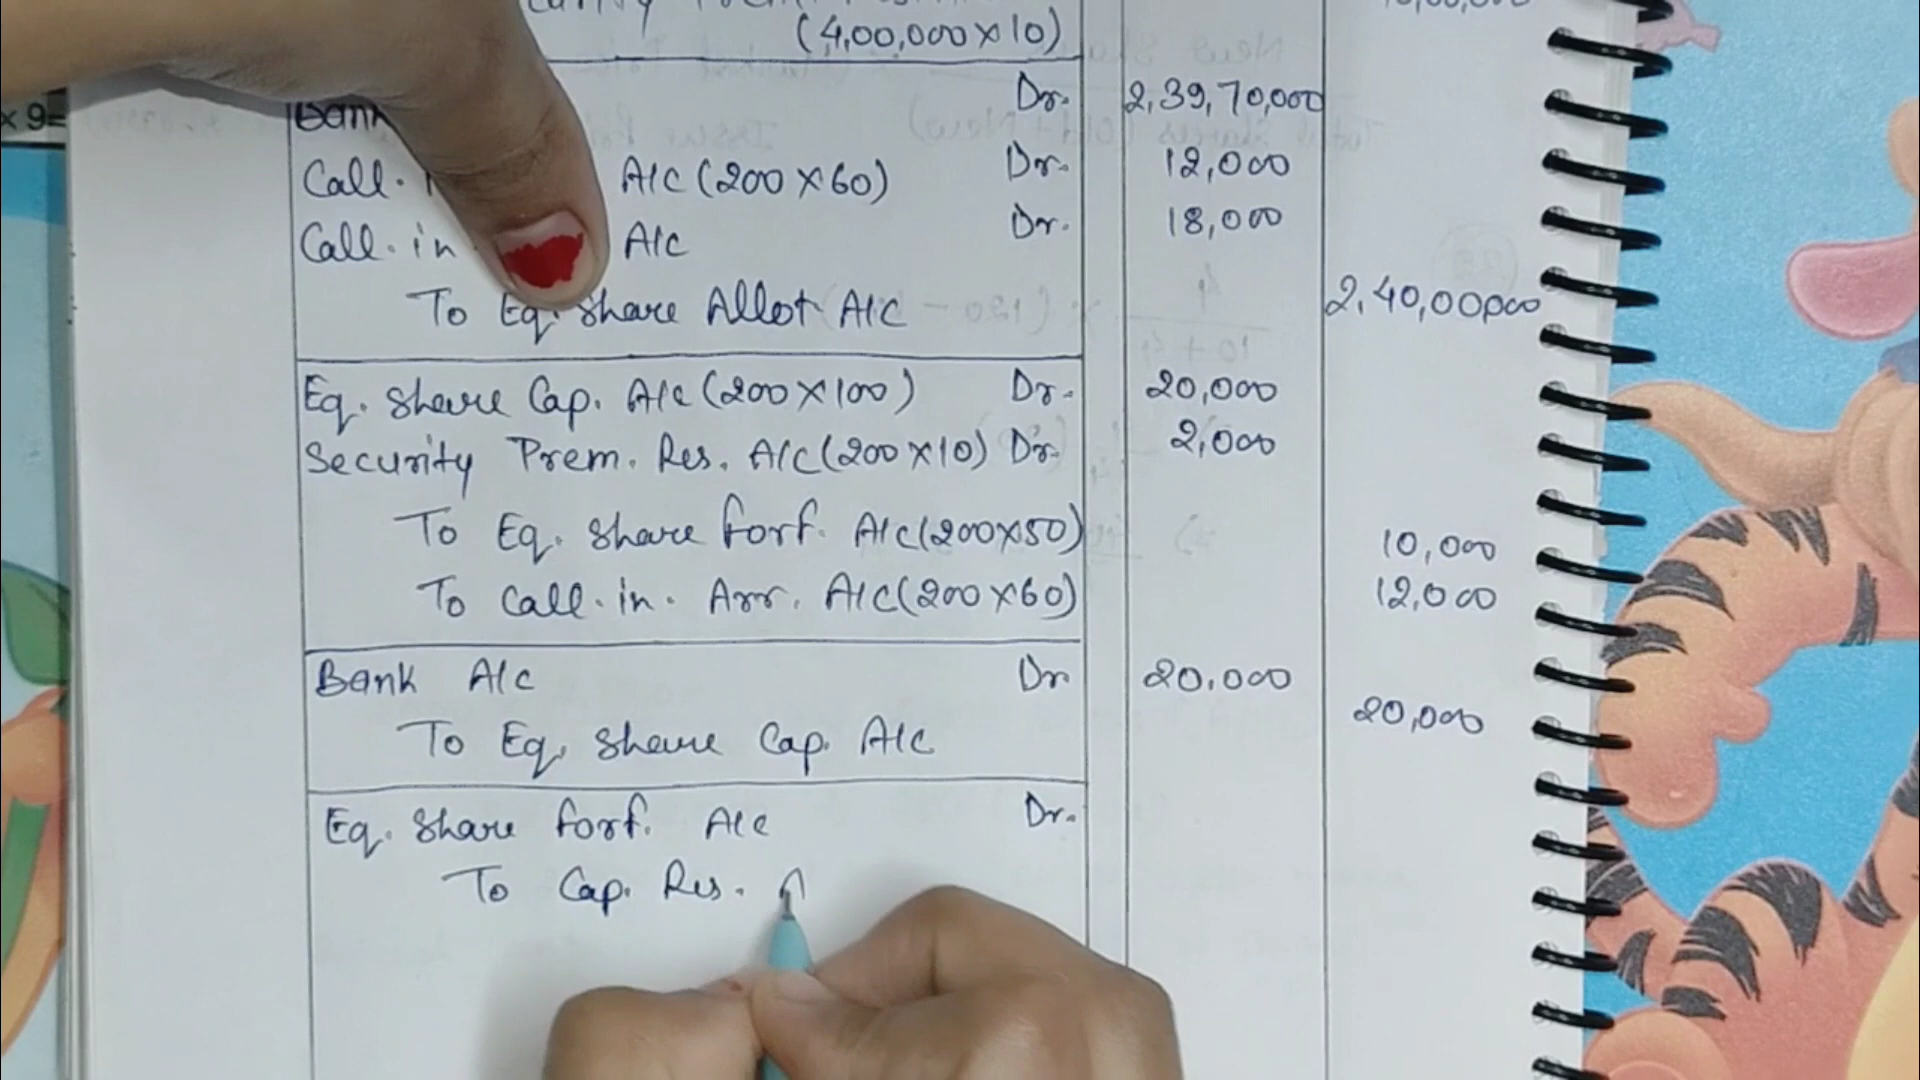 (4,00,000×10)
× 9=
Bank Dr. 2,39,70,000
Call. A/C (200×60) Dr. 12,000
Call. in A/C Dr. 18,000
To Eq. Share Allot A/C 2,40,00,000
Eq. Share Cap. A/c (200×100) Dr. 20,000
Security Prem. Res. A/C (200×10) Dr. 2,000
To Eq. Share forf. A/C (200×50) 10,000
To Call. in. Arr. A/C (200×60) 12,000
Bank A/c Dr 20,000
To Eq. Share Cap. A/c 20,000
Eq. Share forf. A/c Dr.
To Cap. Res.